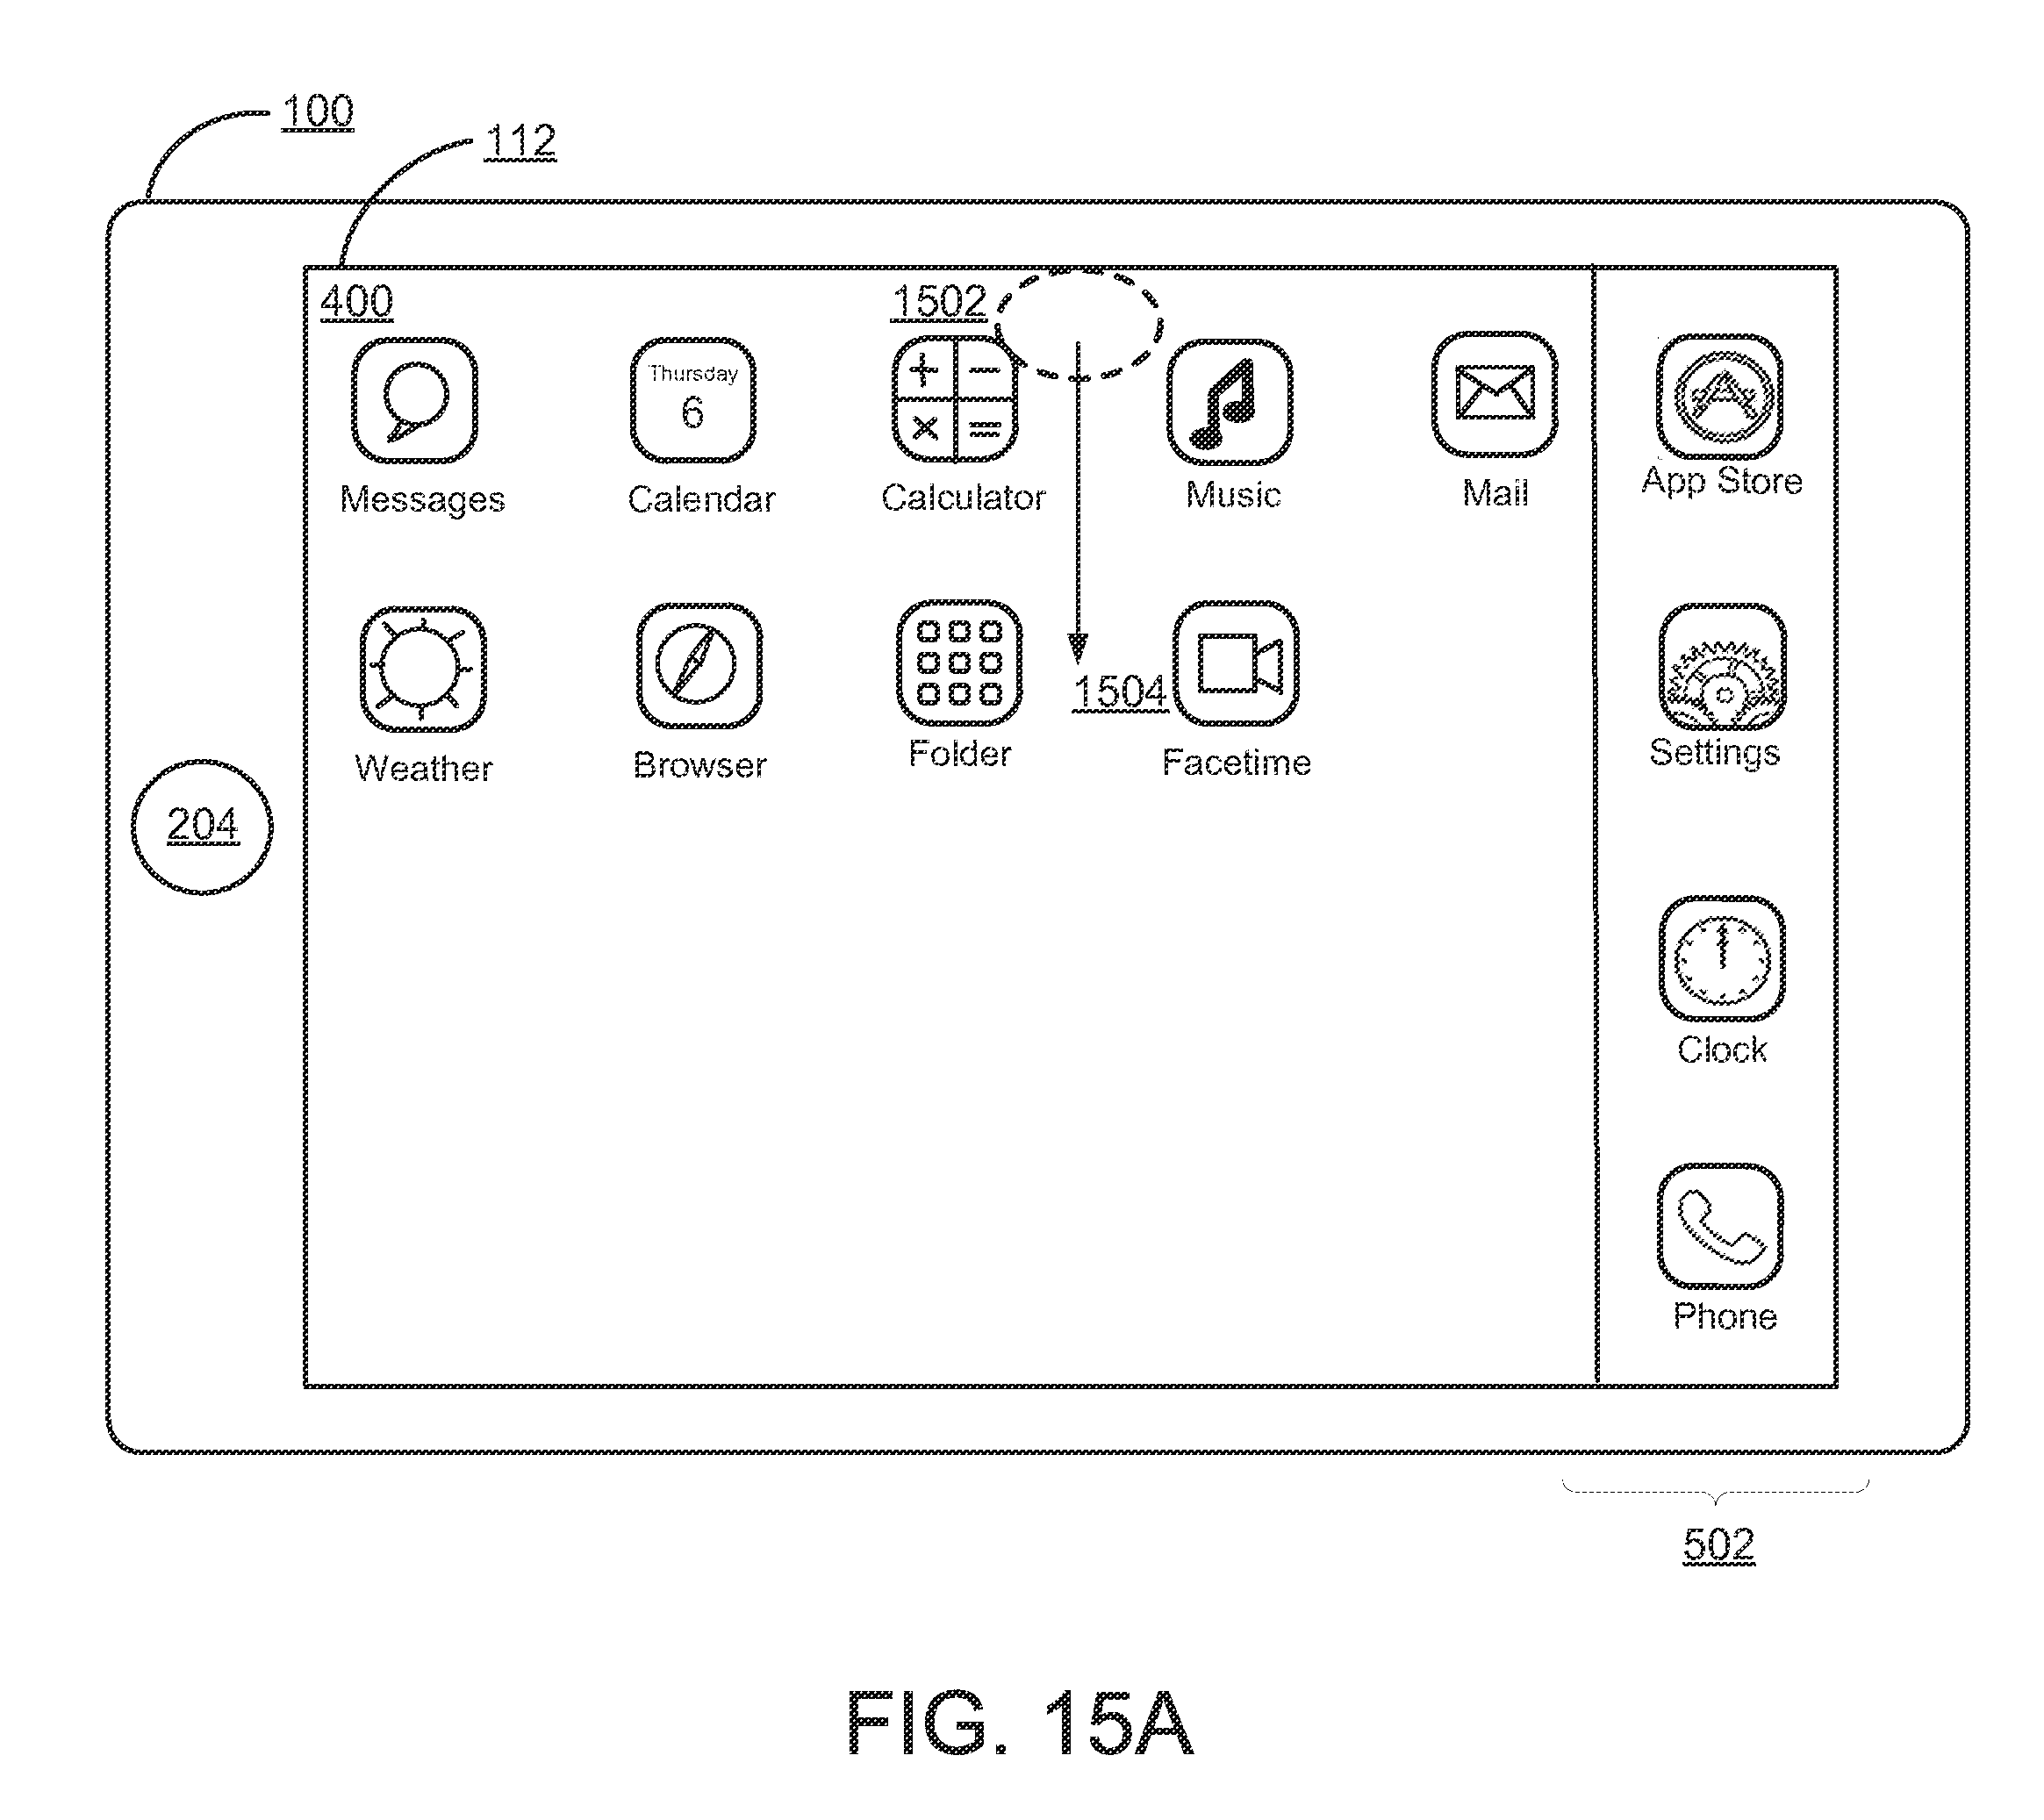 100
112
400
1502
Thursday
6
Messages
Calendar
Calculator
Music
Mail
App Store
1504
Weather
Browser
Folder
Facetime
Settings
204
Clock
Phone
502
FIG. 15A